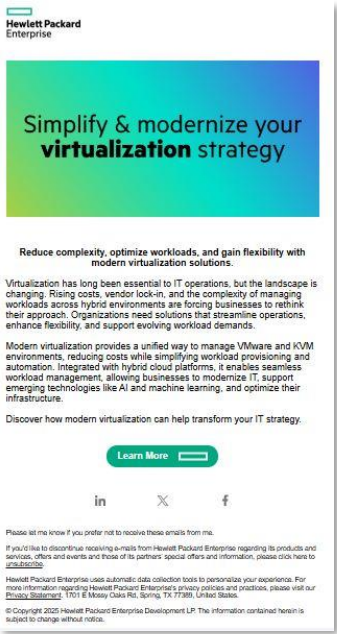 Hewlett Packard
Enterprise
Simplify & modernize your
virtualization strategy
Reduce complexity, optimize workloads, and gain flexibility with
modern virtualization solutions.
Virtualization has long been essential to IT operations, but the landscape is
changing. Rising costs, vendor lock-in, and the complexity of managing
workloads across hybrid environments are forcing businesses to rethink
their approach. Organizations need solutions that streamline operations,
enhance flexibility, and support evolving workload demands.
Modern virtualization provides a unified way to manage VMware and KVM
environments, reducing costs while simplifying workload provisioning and
automation. Integrated with hybrid cloud platforms, it enables seamless
workload management, allowing businesses to modernize IT, support
emerging technologies like AI and machine learning, and optimize their
infrastructure.
Discover how modern virtualization can help transform your IT strategy.
Learn More
in X f
Please let me know if you prefer not to receive these emails from me.
If you'd like to discontinue receiving e-mails from Hewlett Packard Enterprise regarding its products and
services, offers and events and those of its partners' special offers and information, please click here to
unsubscribe.
Hewlett Packard Enterprise uses automatic data collection tools to personalize your experience. For
more information regarding Hewlett Packard Enterprise's privacy policies and practices, please visit our
Privacy Statement. 1701 E Mossy Oaks Rd, Spring, TX 77389, United States.
© Copyright 2025 Hewlett Packard Enterprise Development LP. The information contained herein is
subject to change without notice.